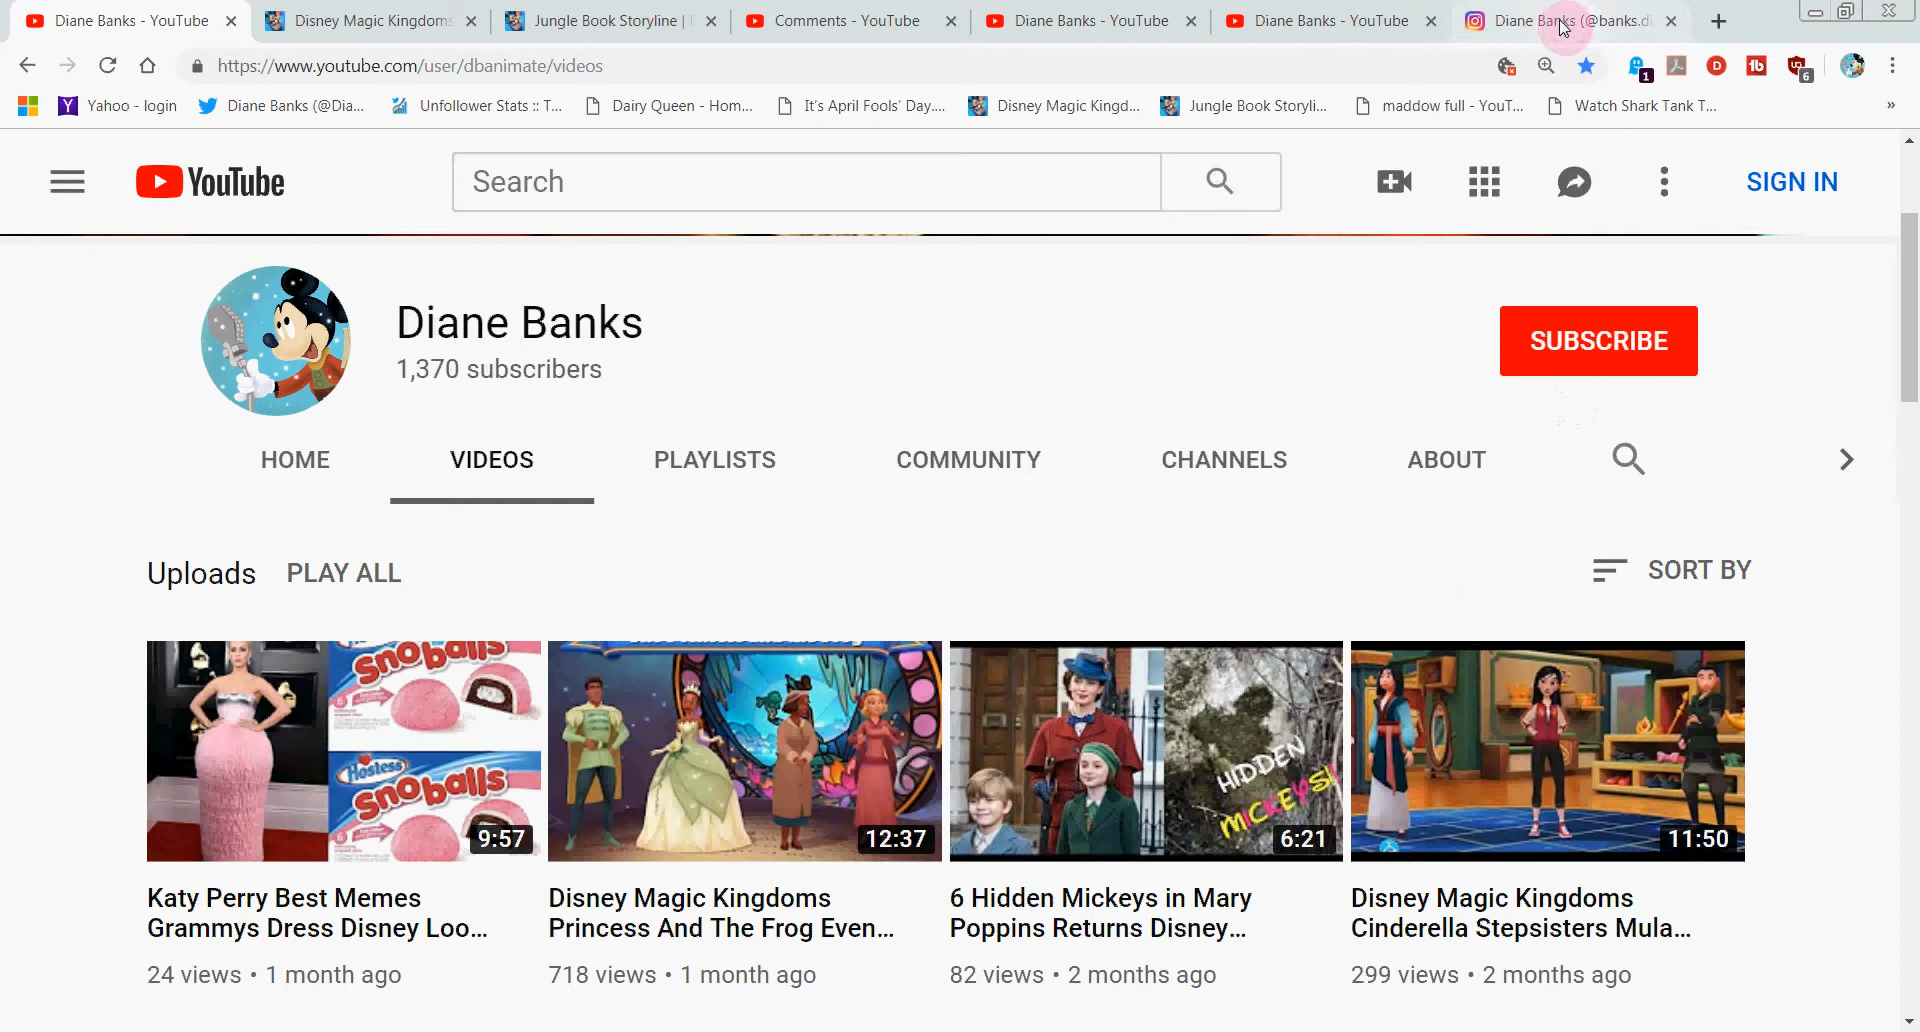 Diane Banks - YouTube
Disney Magic Kingdoms
Jungle Book Storyline | D
Comments - YouTube
Diane Banks - YouTube
Diane Banks - YouTube
Diane Banks (@banks.di
https://www.youtube.com/user/dbanimate/videos
Yahoo - login
Diane Banks (@Dia...
Unfollower Stats :: T...
Dairy Queen - Hom...
It's April Fools' Day....
Disney Magic Kingd...
Jungle Book Storyli...
maddow full - YouT...
Watch Shark Tank T...
YouTube
Search
SIGN IN
Diane Banks
1,370 subscribers
SUBSCRIBE
HOME
VIDEOS
PLAYLISTS
COMMUNITY
CHANNELS
ABOUT
Uploads
PLAY ALL
SORT BY
Snoballs
Hostess
Snoballs
9:57
12:37
HIDDEN
MICKEYS!
6:21
11:50
Katy Perry Best Memes
Grammys Dress Disney Loo...
24 views • 1 month ago
Disney Magic Kingdoms
Princess And The Frog Even...
718 views • 1 month ago
6 Hidden Mickeys in Mary
Poppins Returns Disney...
82 views • 2 months ago
Disney Magic Kingdoms
Cinderella Stepsisters Mula...
299 views • 2 months ago